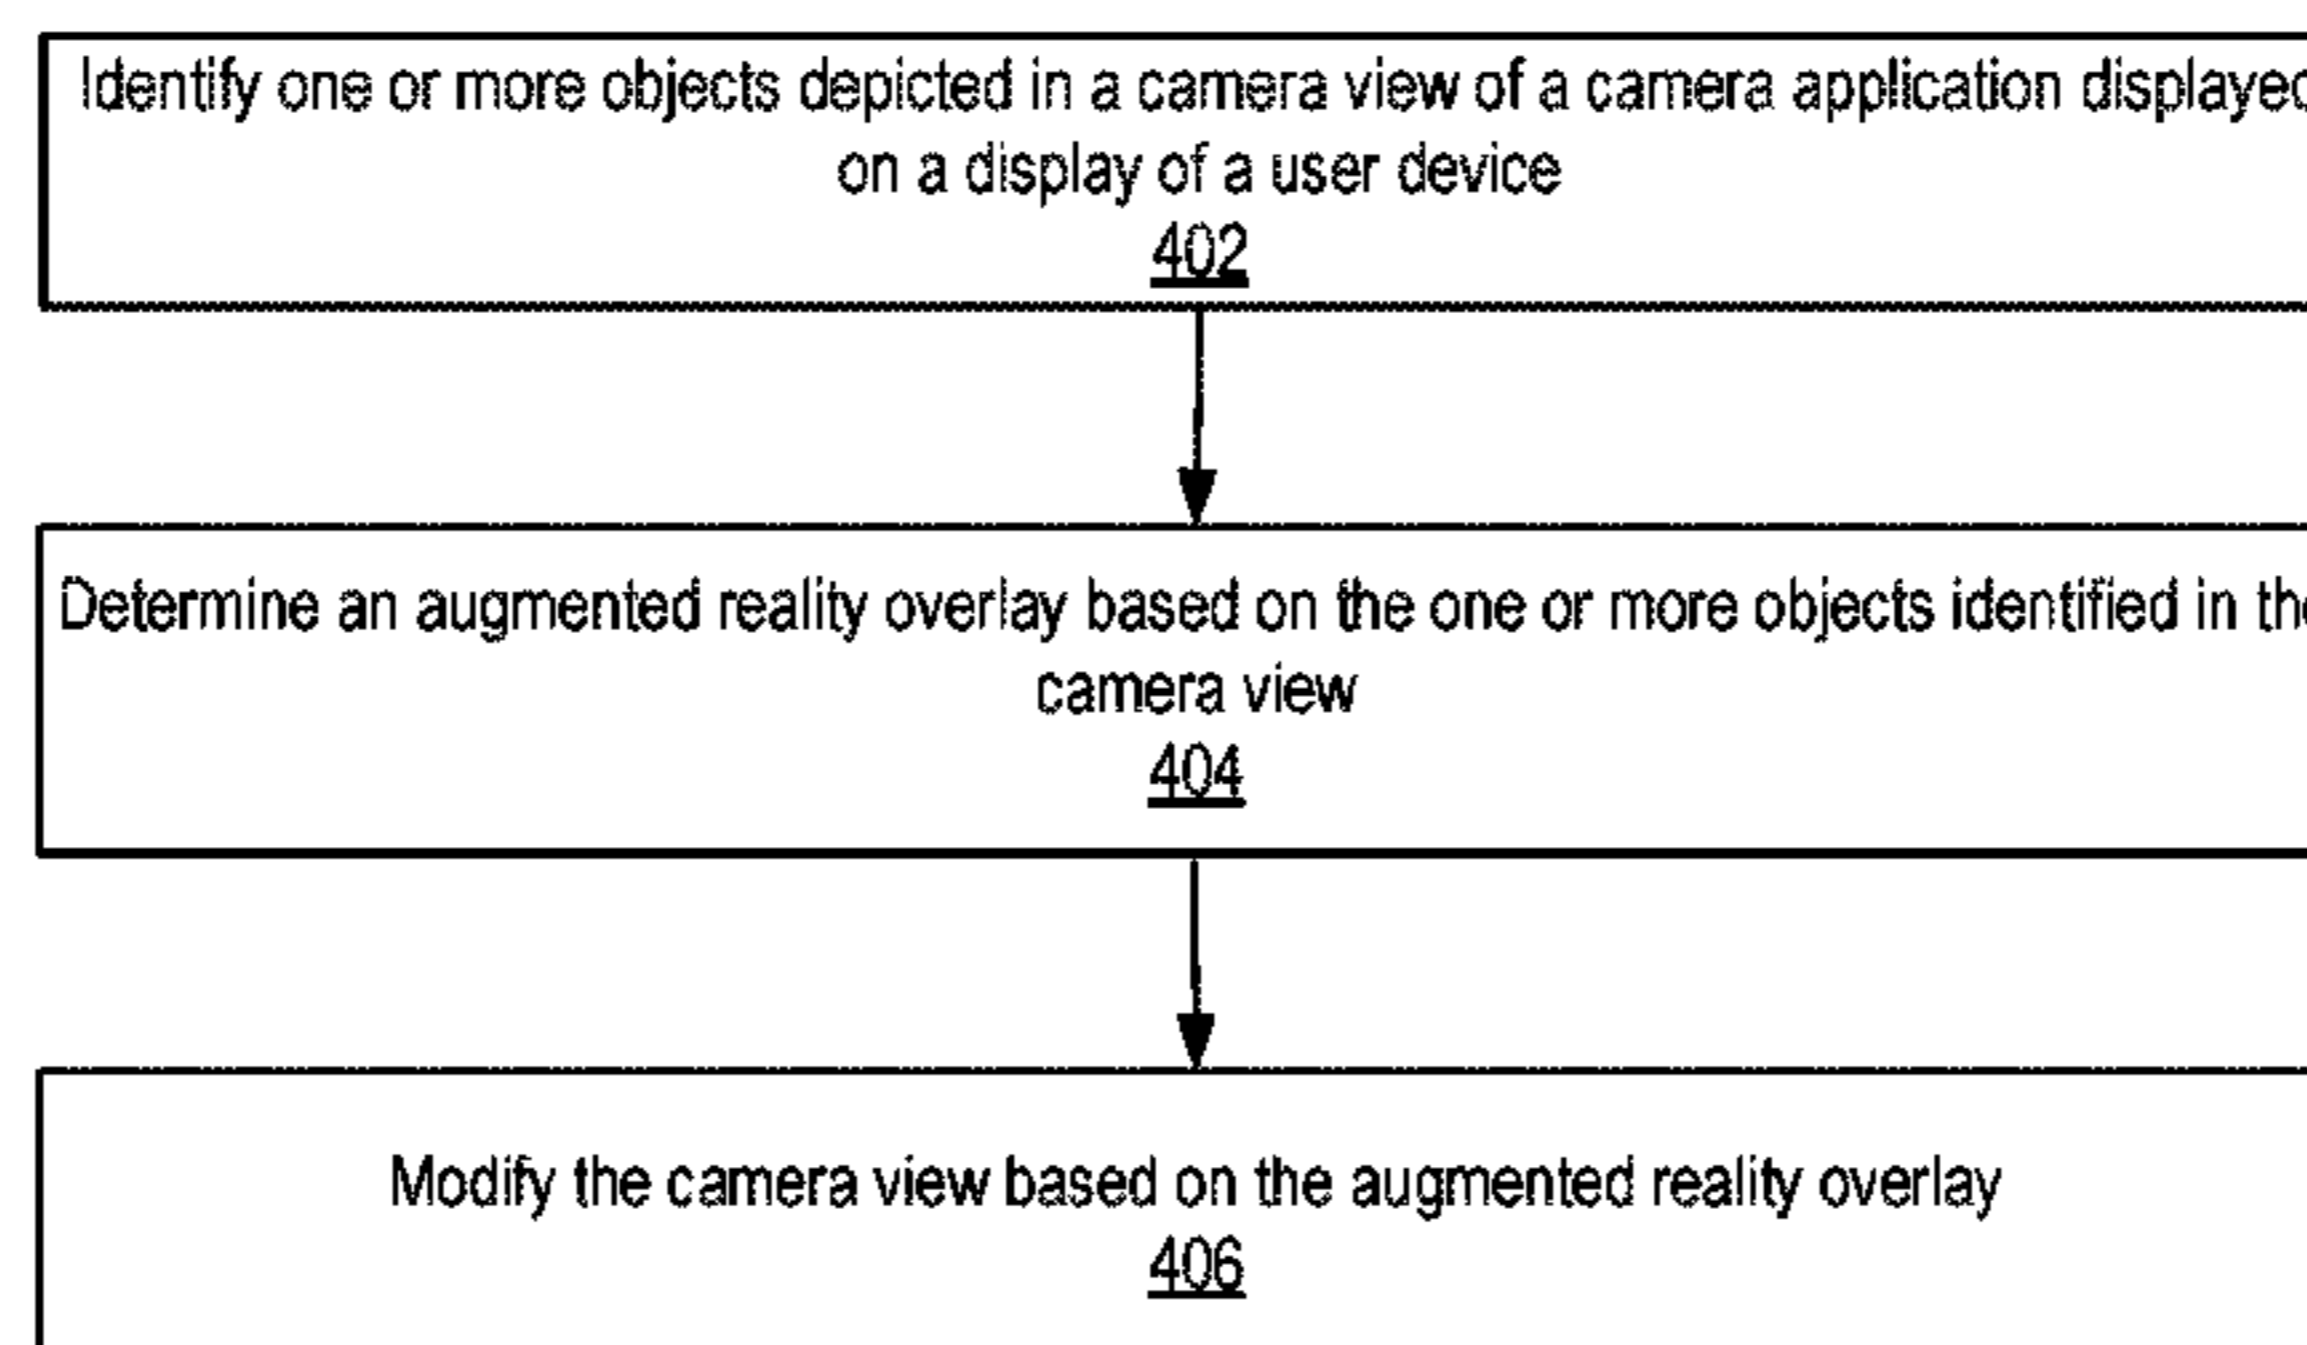 Identify one or more objects depicted in a camera view of a camera application displayed
on a display of a user device
402
Determine an augmented reality overlay based on the one or more objects identified in the
camera view
404
Modify the camera view based on the augmented reality overlay
406